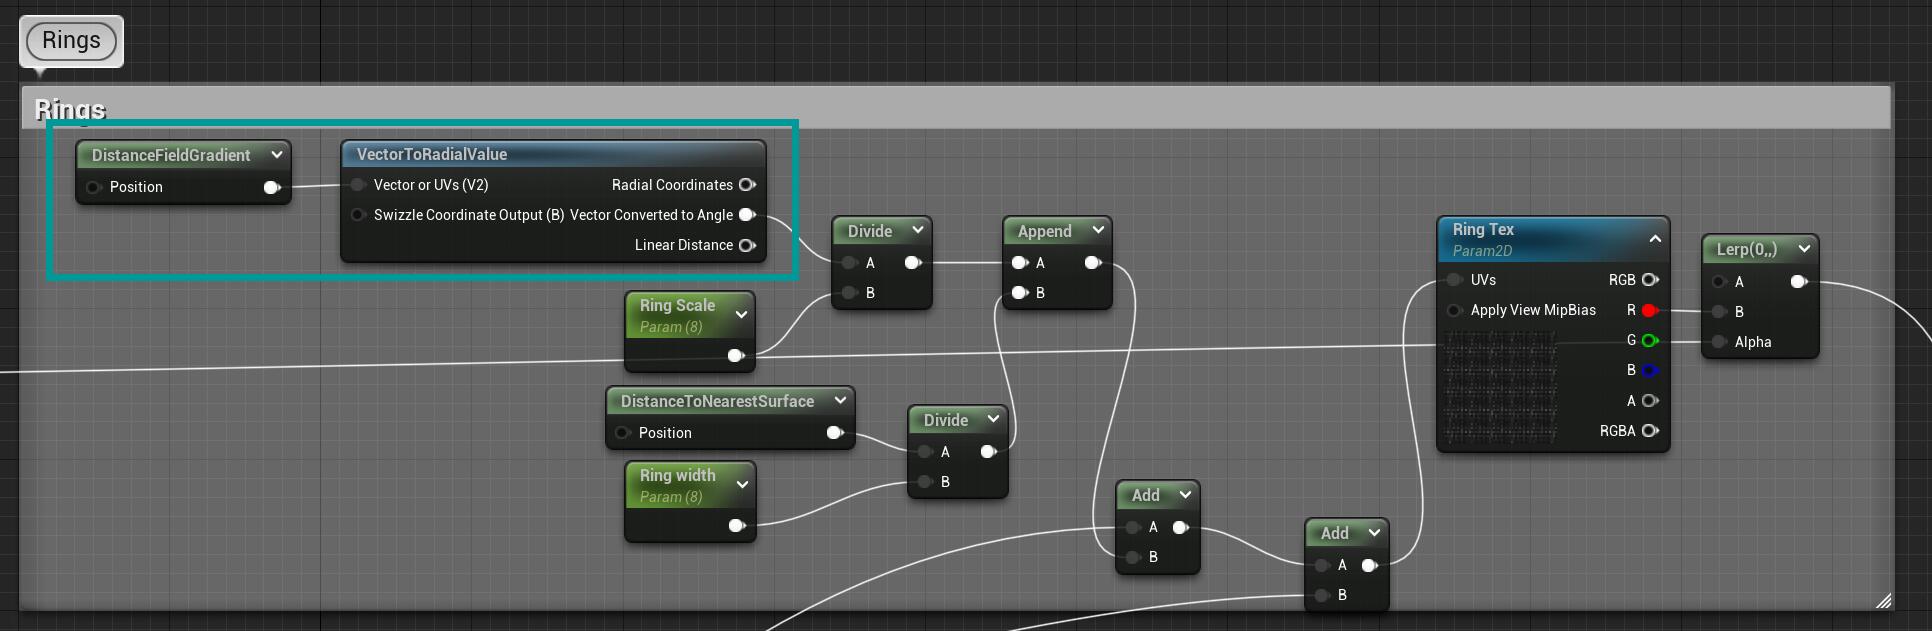 Rings
Rings
DistanceFieldGradient
Position
VectorToRadialValue
Vector or UVs (V2) Radial Coordinates
Swizzle Coordinate Output (B) Vector Converted to Angle
Linear Distance
Divide
A
B
Append
A
B
Ring Scale
Param (8)
DistanceToNearestSurface
Position
Ring width
Param (8)
Divide
A
B
Add
A
B
Add
A
B
Ring Tex
Param2D
UVs RGB
Apply View MipBias R
G
B
A
RGBA
Lerp(0,,)
A
B
Alpha